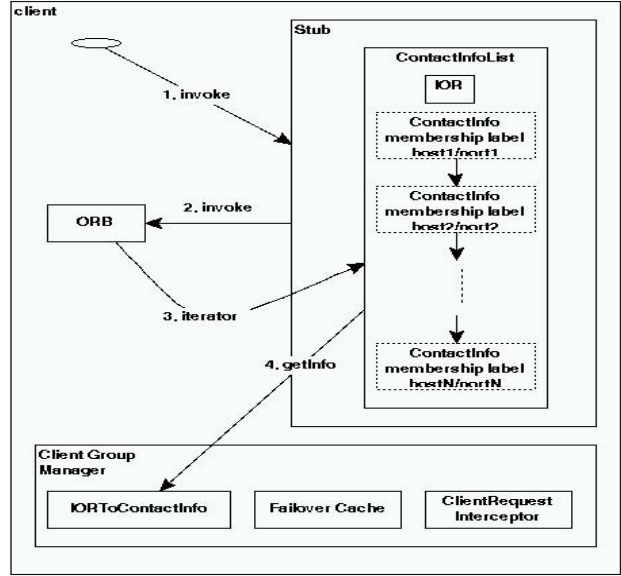 client
Stub
ContactInfoList
IOR
1. invoke
ContactInfo
membership label
host1/port1
2. invoke
ORB
ContactInfo
membership label
host2/port2
3. iterator
4. getInfo
ContactInfo
membership label
hostN/portN
Client Group
Manager
IORToContactInfo
Failover Cache
ClientRequest
Interceptor